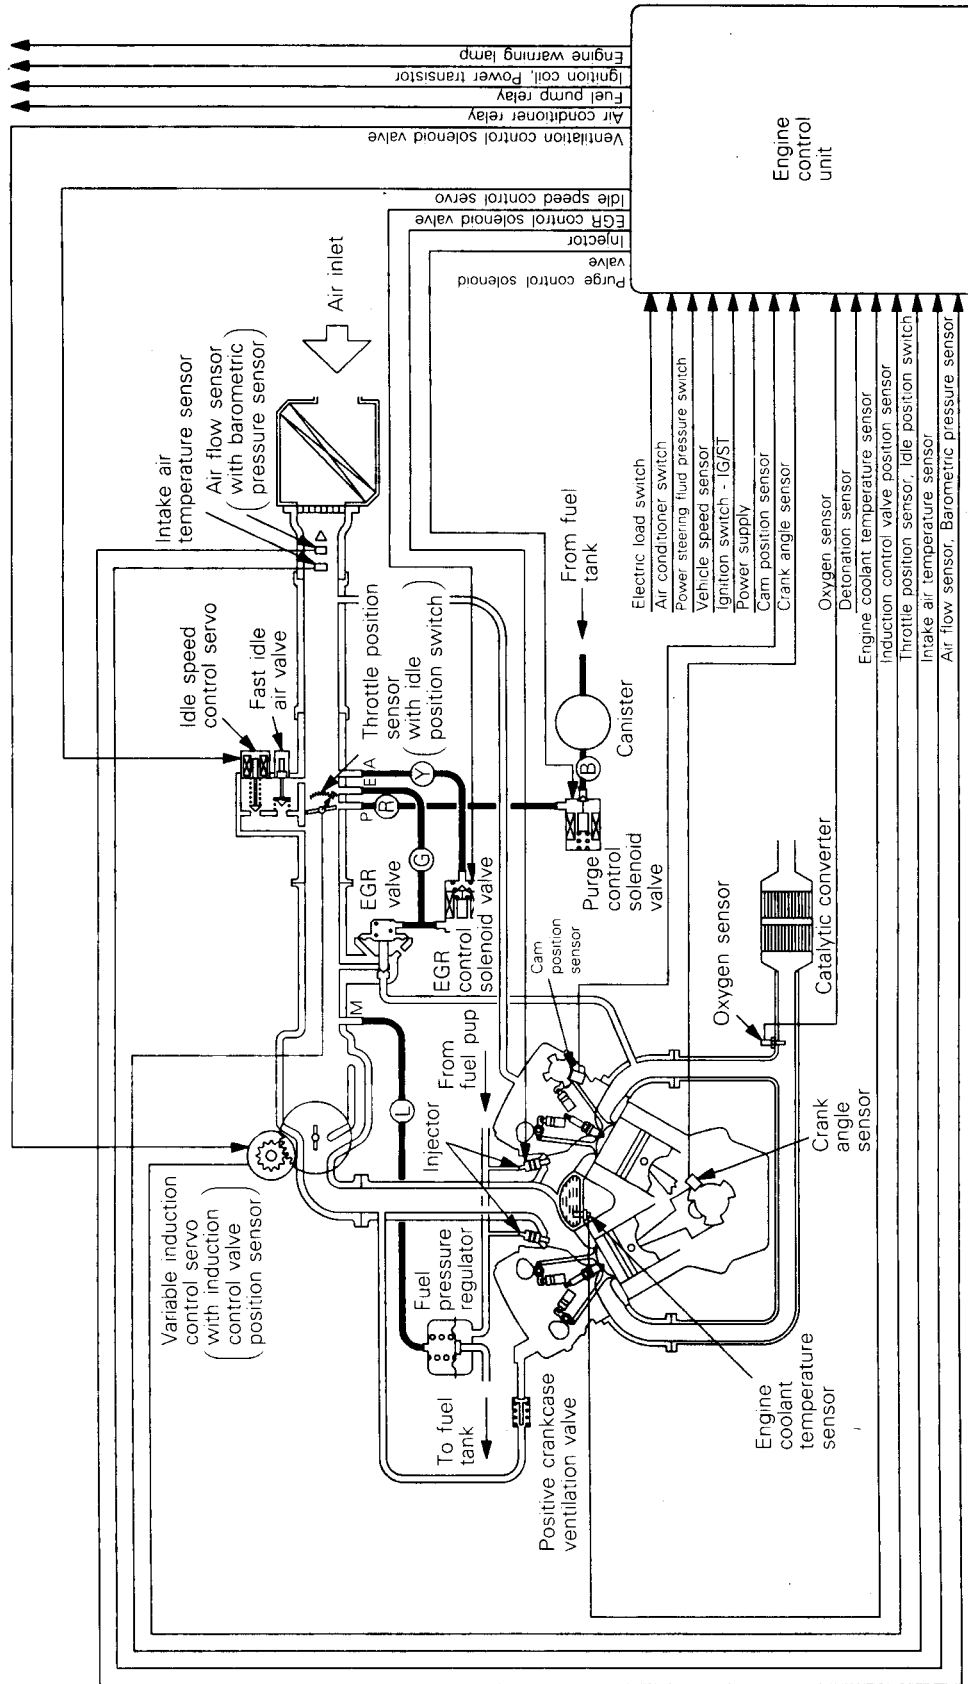 Engine warning lamp
Ignition coil, Power transistor
Fuel pump relay
Air conditioner relay
Ventilation control solenoid valve
Idle speed control servo
EGR control solenoid valve
Injector
Purge control solenoid
valve
Engine
control
unit
Electric load switch
Air conditioner switch
Power steering fluid pressure switch
Vehicle speed sensor
Ignition switch - IG/ST
Power supply
Cam position sensor
Crank angle sensor
Oxygen sensor
Detonation sensor
Engine coolant temperature sensor
Induction control valve position sensor
Throttle position sensor, Idle position switch
Intake air temperature sensor
Air flow sensor, Barometric pressure sensor
Air inlet
Intake air
temperature sensor
Air flow sensor
(with barometric
pressure sensor)
Idle speed
control servo
Fast idle
air valve
Throttle position
sensor
(with idle
position switch)
P
E
A
R
Y
G
B
EGR
valve
EGR
control
solenoid valve
From fuel
tank
Canister
Purge
control
solenoid
valve
Cam
position
sensor
Oxygen sensor
Catalytic converter
M
L
Variable induction
control servo
(with induction
control valve
position sensor)
From
fuel pup
Injector
Fuel
pressure
regulator
To fuel
tank
Positive crankcase
ventilation valve
Crank
angle
sensor
Engine
coolant
temperature
sensor